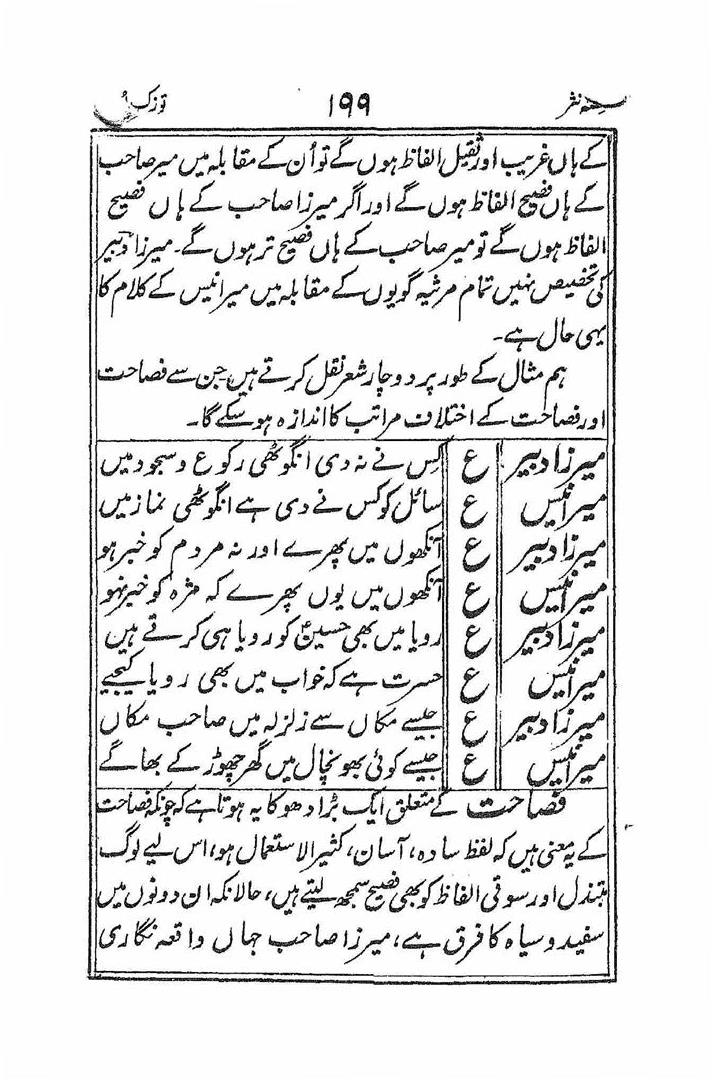 سہ نثر ۱۹۹ توزک
کے ہاں غریب اور ثقیل الفاظ ہوں گے تو اُن کے مقابلہ میں میر صاحب
کے ہاں فصیح الفاظ ہوں گے اور اگر میرزا صاحب کے ہاں فصیح
الفاظ ہوں گے تو میر صاحب کے ہاں فصیح تر ہوں گے۔ میرزا دبیر
کی تخصیص نہیں تمام مرثیہ گویوں کے مقابلہ میں میر انیس کے کلام کا
یہی حال ہے۔
ہم مثال کے طور پر دو چار شعر نقل کرتے ہیں جن سے فصاحت
اور فصاحت کے اختلاف مراتب کا اندازہ ہو سکے گا۔
میرزا دبیر ع کس نے نہ دی انگوٹھی رکوع و سجود میں
میر انیس ع سائل کو کس نے دی ہے انگوٹھی نماز میں
میرزا دبیر ع آنکھوں میں پھرے اور نہ مردم کو خبر ہو
میر انیس ع آنکھوں میں یوں پھرے کہ مژہ کو خبر نہو
میرزا دبیر ع رویا میں بھی حسینؑ کو رویا ہی کرتے ہیں
میر انیس ع حسرت ہے کہ خواب میں بھی رویا کیجیے
میرزا دبیر ع جیسے مکاں سے زلزلہ میں صاحب مکاں
میر انیس ع جیسے کوئی بھونچال میں گھر چھوڑ کے بھاگے
فصاحت کے متعلق ایک بڑا دھوکا یہ ہوتا ہے کہ چونکہ فصاحت
کے یہ معنی ہیں کہ لفظ سادہ، آسان، کثیر الاستعمال ہو، اس لیے لوگ
مبتذل اور سوقی الفاظ کو بھی فصیح سمجھ لیتے ہیں، حالانکہ ان دونوں میں
سفید و سیاہ کا فرق ہے، میرزا صاحب جہاں واقعہ نگاری